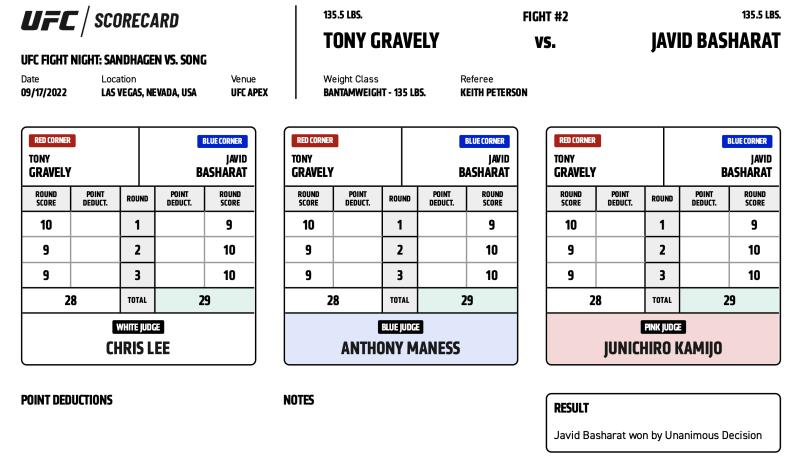 UFC / SCORECARD
UFC FIGHT NIGHT: SANDHAGEN VS. SONG
Date Location Venue
09/17/2022 LAS VEGAS, NEVADA, USA UFC APEX
135.5 LBS. FIGHT #2 135.5 LBS.
TONY GRAVELY vs. JAVID BASHARAT
Weight Class Referee
BANTAMWEIGHT - 135 LBS. KEITH PETERSON
RED CORNER BLUE CORNER
TONY JAVID
GRAVELY BASHARAT
ROUND POINT ROUND POINT ROUND
SCORE DEDUCT. DEDUCT. SCORE
10 1 9
9 2 10
9 3 10
28 TOTAL 29
WHITE JUDGE
CHRIS LEE
RED CORNER BLUE CORNER
TONY JAVID
GRAVELY BASHARAT
ROUND POINT ROUND POINT ROUND
SCORE DEDUCT. DEDUCT. SCORE
10 1 9
9 2 10
9 3 10
28 TOTAL 29
BLUE JUDGE
ANTHONY MANESS
RED CORNER BLUE CORNER
TONY JAVID
GRAVELY BASHARAT
ROUND POINT ROUND POINT ROUND
SCORE DEDUCT. DEDUCT. SCORE
10 1 9
9 2 10
9 3 10
28 TOTAL 29
PINK JUDGE
JUNICHIRO KAMIJO
POINT DEDUCTIONS
NOTES
RESULT
Javid Basharat won by Unanimous Decision